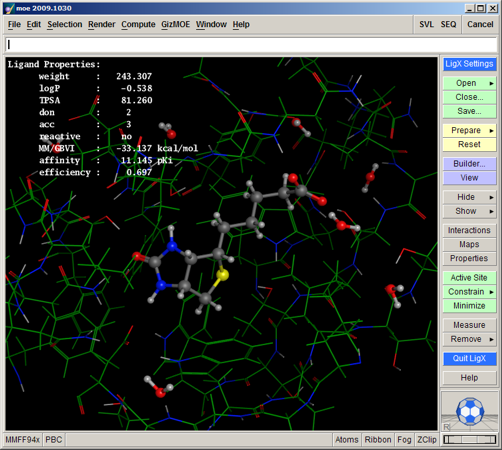 moe 2009.1030
File Edit Selection Render Compute GizMOE Window Help SVL SEQ Cancel
Ligand Properties:
weight : 243.307
logP : -0.538
TPSA : 81.260
don : 2
acc : 3
reactive : no
MM/GBVI : -33.137 kcal/mol
affinity : 11.145 pKi
efficiency : 0.697
LigX Settings
Open
Close...
Save...
Prepare
Reset
Builder...
View
Hide
Show
Interactions
Maps
Properties
Active Site
Constrain
Minimize
Measure
Remove
Quit LigX
Help
R
MMFF94x PBC Atoms Ribbon Fog ZClip